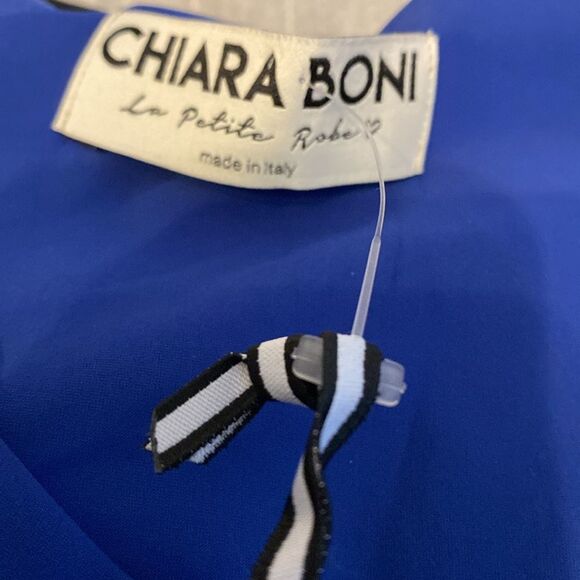 CHIARA BONI
La Petite Robe ♡
made in Italy